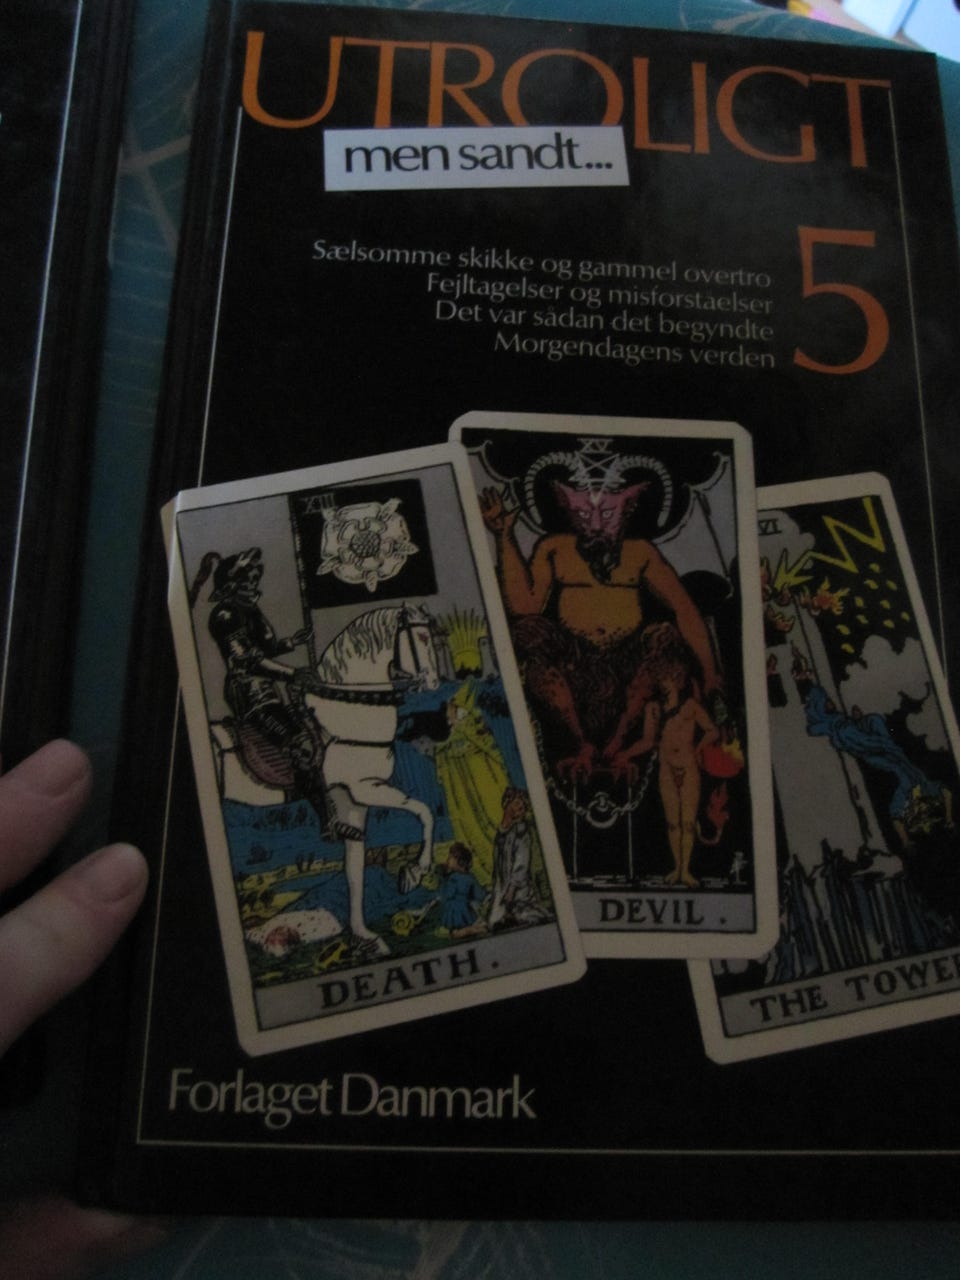 UTROLIGT
men sandt...
5
Sælsomme skikke og gammel overtro
Fejltagelser og misforståelser
Det var sådan det begyndte
Morgendagens verden
XIII
DEATH.
XV
DEVIL.
VI
THE TOWER
Forlaget Danmark